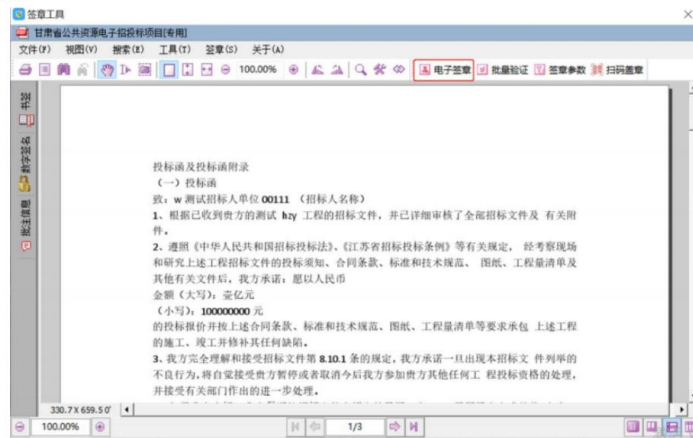 签章工具
甘肃省公共资源电子招投标项目[专用]
文件(F) 视图(V) 搜索(E) 工具(T) 签章(S) 关于(A)
100.00% 电子签章 批量验证 签章参数 扫码盖章
书签
数字签名
批注信息
投标函及投标函附录
（一）投标函
致：w 测试招标人单位 00111 （招标人名称）
1、根据已收到贵方的测试 hzy 工程的招标文件，并已详细审核了全部招标文件及 有关附
件。
2、遵照《中华人民共和国招标投标法》、《江苏省招标投标条例》等有关规定， 经考察现场
和研究上述工程招标文件的投标须知、合同条款、标准和技术规范、 图纸、工程量清单及
其他有关文件后，我方承诺：愿以人民币
金额（大写）：壹亿元
（小写）：100000000 元
的投标报价并按上述合同条款、标准和技术规范、图纸、工程量清单等要求承包 上述工程
的施工、竣工并修补其任何缺陷。
3、我方完全理解和接受招标文件第 8.10.1 条的规定，我方承诺一旦出现本招标文 件列举的
不良行为，将自觉接受贵方暂停或者取消今后我方参加贵方其他任何工 程投标资格的处理，
并接受有关部门作出的进一步处理。
330.7 X 659.5 0'
100.00% 1/3